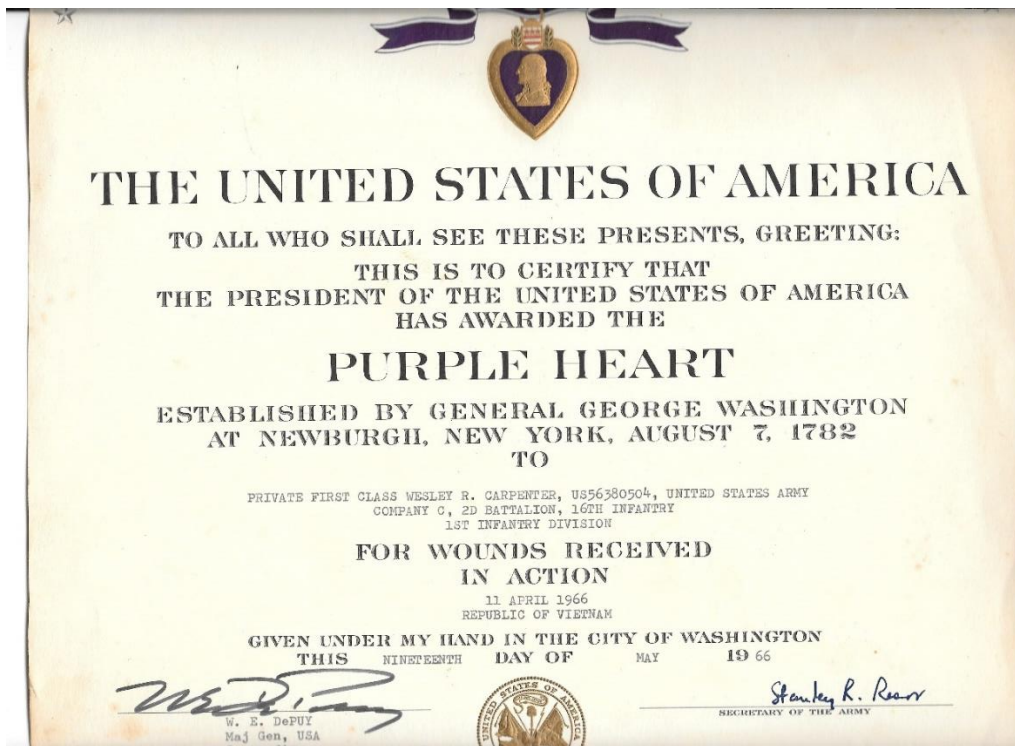 THE UNITED STATES OF AMERICA
TO ALL WHO SHALL SEE THESE PRESENTS, GREETING:
THIS IS TO CERTIFY THAT
THE PRESIDENT OF THE UNITED STATES OF AMERICA
HAS AWARDED THE
PURPLE HEART
ESTABLISHED BY GENERAL GEORGE WASHINGTON
AT NEWBURGH, NEW YORK, AUGUST 7, 1782
TO
PRIVATE FIRST CLASS WESLEY R. CARPENTER, US56380504, UNITED STATES ARMY
COMPANY C, 2D BATTALION, 16TH INFANTRY
1ST INFANTRY DIVISION
FOR WOUNDS RECEIVED
IN ACTION
11 APRIL 1966
REPUBLIC OF VIETNAM
GIVEN UNDER MY HAND IN THE CITY OF WASHINGTON
THIS NINETEENTH DAY OF MAY 19 66
Stanley R. Resor
W. E. DePUY
Maj Gen, USA
SECRETARY OF THE ARMY
UNITED STATES OF AMERICA